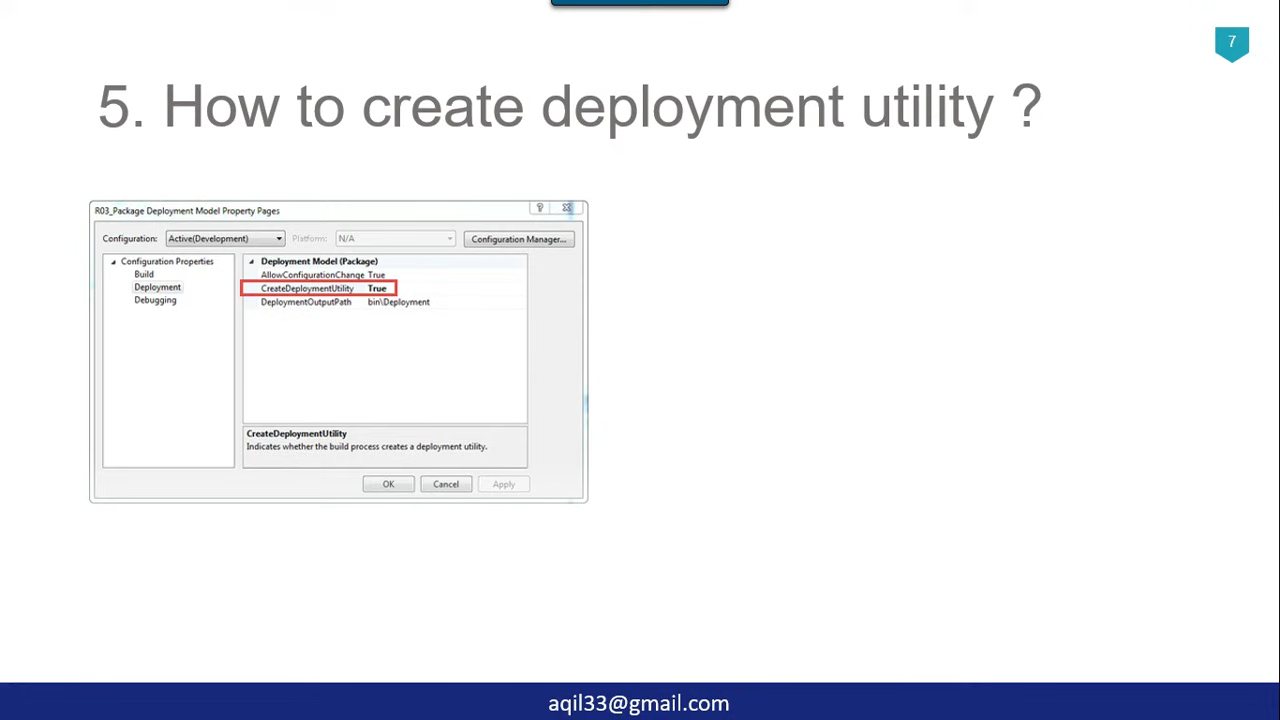 7
5. How to create deployment utility ?
R03_Package Deployment Model Property Pages
?
Configuration: Active(Development) Platform: N/A Configuration Manager...
Configuration Properties
Build
Deployment
Debugging
Deployment Model (Package)
AllowConfigurationChange True
CreateDeploymentUtility True
DeploymentOutputPath bin\Deployment
CreateDeploymentUtility
Indicates whether the build process creates a deployment utility.
OK Cancel Apply
aqil33@gmail.com